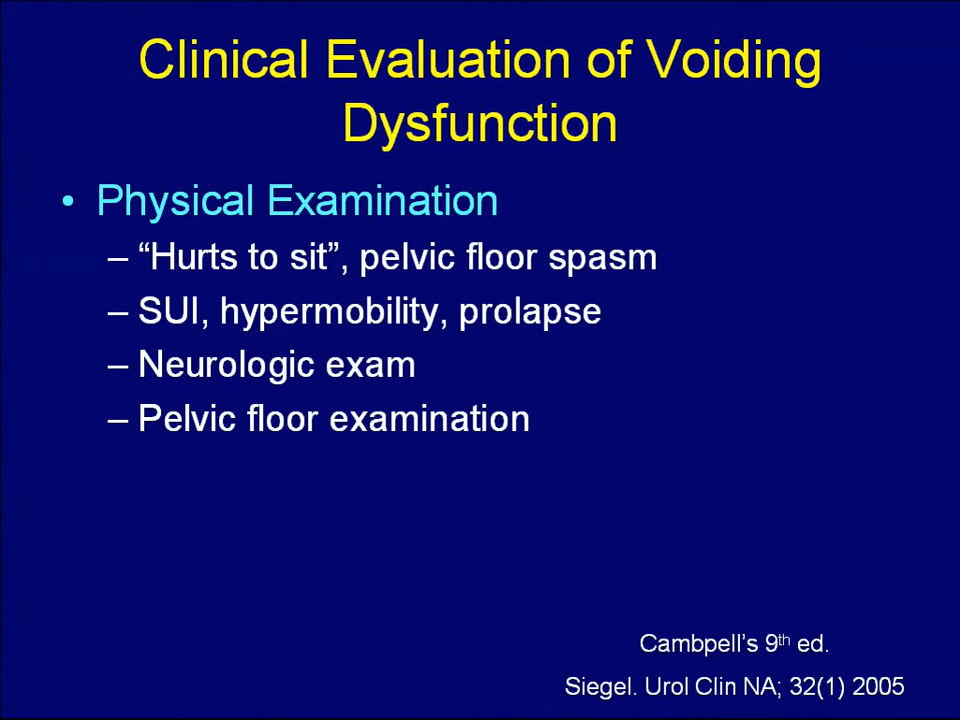 Clinical Evaluation of Voiding
Dysfunction
• Physical Examination
– “Hurts to sit”, pelvic floor spasm
– SUI, hypermobility, prolapse
– Neurologic exam
– Pelvic floor examination
Cambpell’s 9th ed.
Siegel. Urol Clin NA; 32(1) 2005